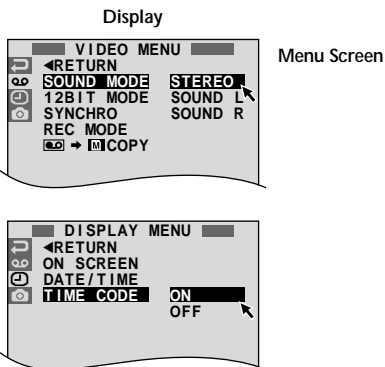 Display
Menu Screen
VIDEO MENU
◄RETURN
SOUND MODE STEREO
12BIT MODE SOUND L
SYNCHRO SOUND R
REC MODE
➡ M COPY
DISPLAY MENU
◄RETURN
ON SCREEN
DATE/TIME
TIME CODE ON
OFF